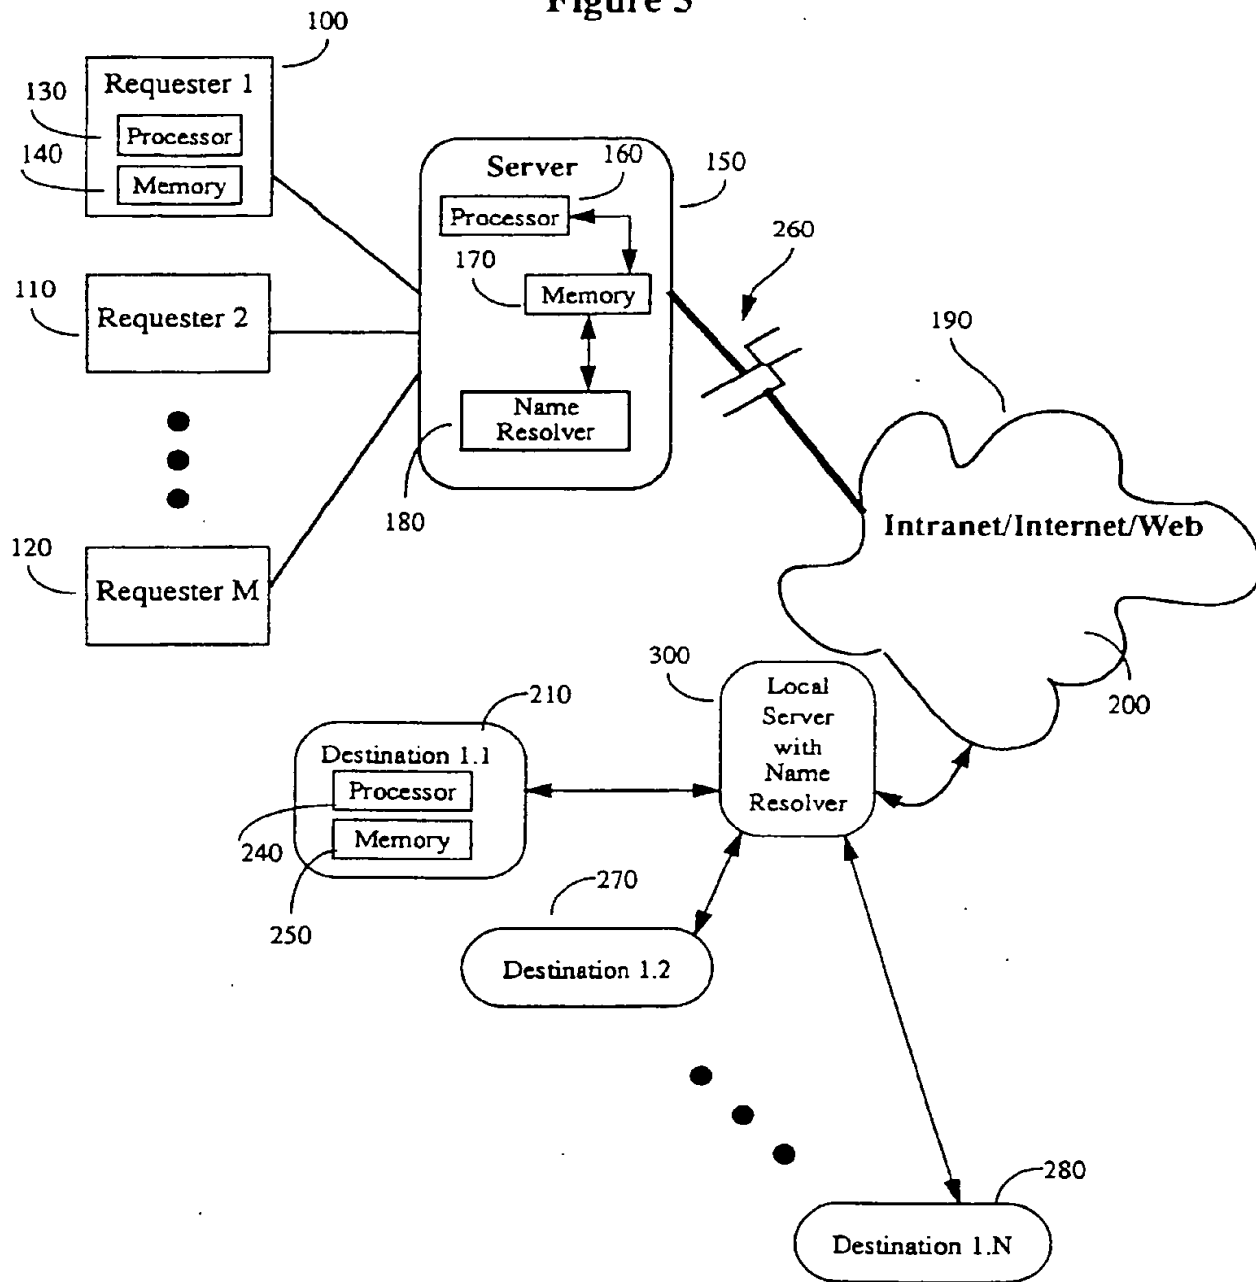 Figure 3
100
Requester 1
130
Processor
140
Memory
Server
160
150
Processor
170
Memory
260
110
Requester 2
190
Name
Resolver
180
Intranet/Internet/Web
120
Requester M
200
300
Local
Server
with
Name
Resolver
210
Destination 1.1
Processor
240
Memory
250
270
Destination 1.2
280
Destination 1.N